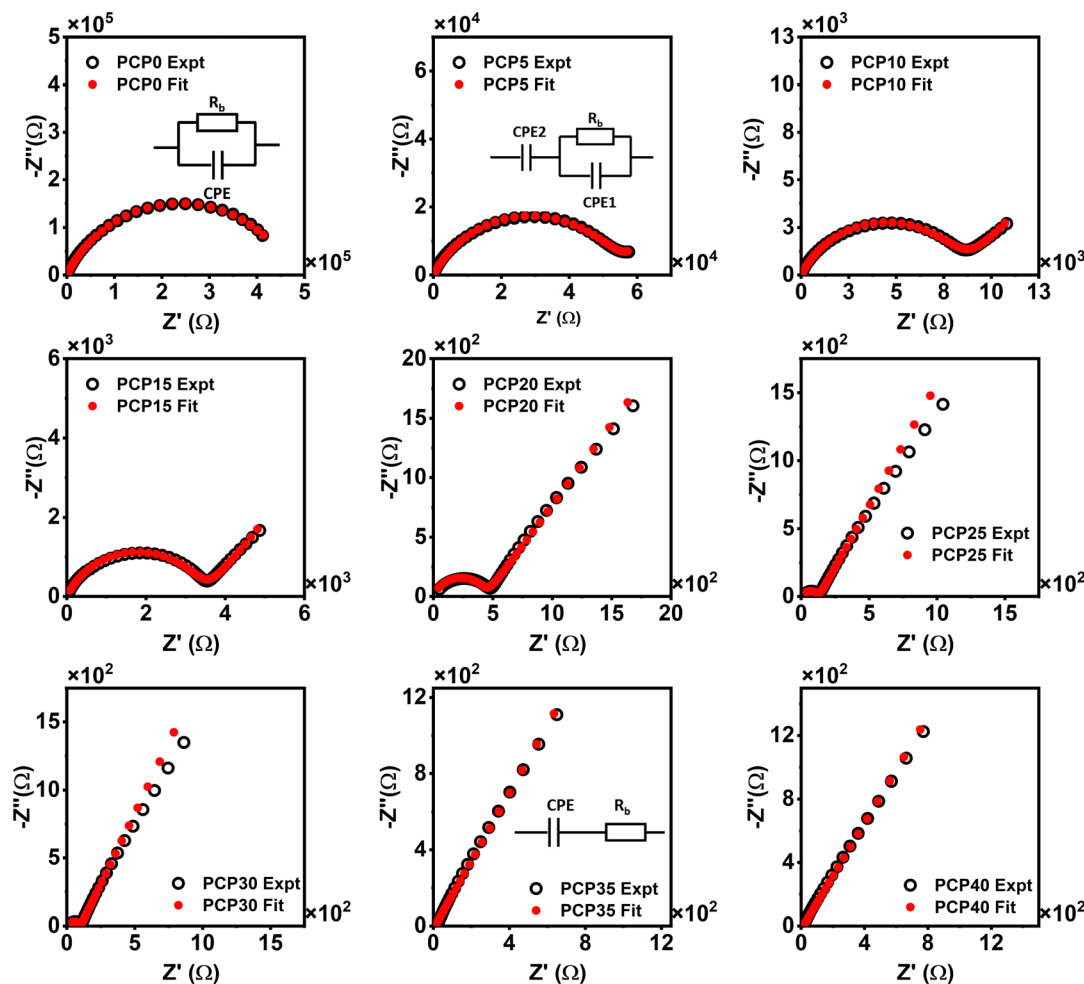 ×10⁵
5
4
3
2
1
0
-Z''(Ω)
PCP0 Expt
PCP0 Fit
R_b
CPE
0 1 2 3 4 5
×10⁵
Z' (Ω)
×10⁴
6
4
2
0
-Z''(Ω)
PCP5 Expt
PCP5 Fit
CPE2
R_b
CPE1
0 2 4 6
×10⁴
Z' (Ω)
×10³
13
10
6
3
0
-Z''(Ω)
PCP10 Expt
PCP10 Fit
0 3 5 8 10 13
×10³
Z' (Ω)
×10³
6
4
2
0
-Z''(Ω)
PCP15 Expt
PCP15 Fit
0 2 4 6
×10³
Z' (Ω)
×10²
20
15
10
5
0
-Z''(Ω)
PCP20 Expt
PCP20 Fit
0 5 10 15 20
×10²
Z' (Ω)
×10²
15
10
5
0
-Z''(Ω)
PCP25 Expt
PCP25 Fit
0 5 10 15
×10²
Z' (Ω)
×10²
15
10
5
0
-Z''(Ω)
PCP30 Expt
PCP30 Fit
0 5 10 15
×10²
Z' (Ω)
×10²
12
8
4
0
-Z''(Ω)
CPE
R_b
PCP35 Expt
PCP35 Fit
0 4 8 12
×10²
Z' (Ω)
×10²
12
8
4
0
-Z''(Ω)
PCP40 Expt
PCP40 Fit
0 4 8 12
×10²
Z' (Ω)